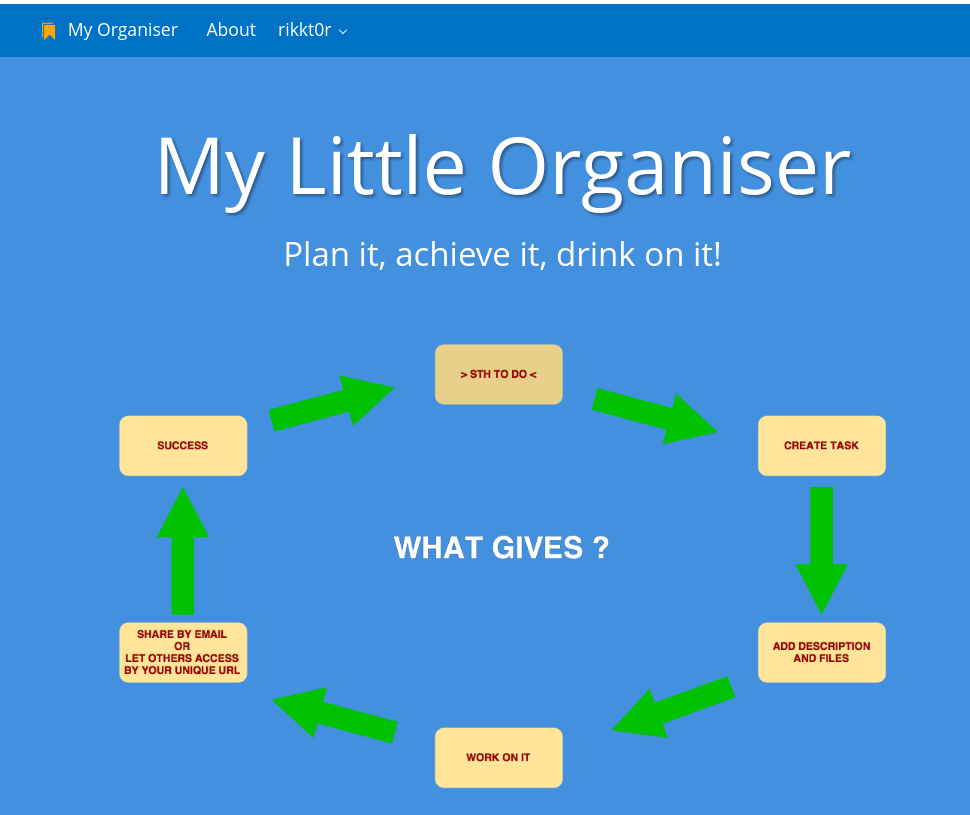 My Organiser About rikkt0r
My Little Organiser
Plan it, achieve it, drink on it!
> STH TO DO <
SUCCESS
CREATE TASK
WHAT GIVES ?
SHARE BY EMAIL
OR
LET OTHERS ACCESS
BY YOUR UNIQUE URL
ADD DESCRIPTION
AND FILES
WORK ON IT